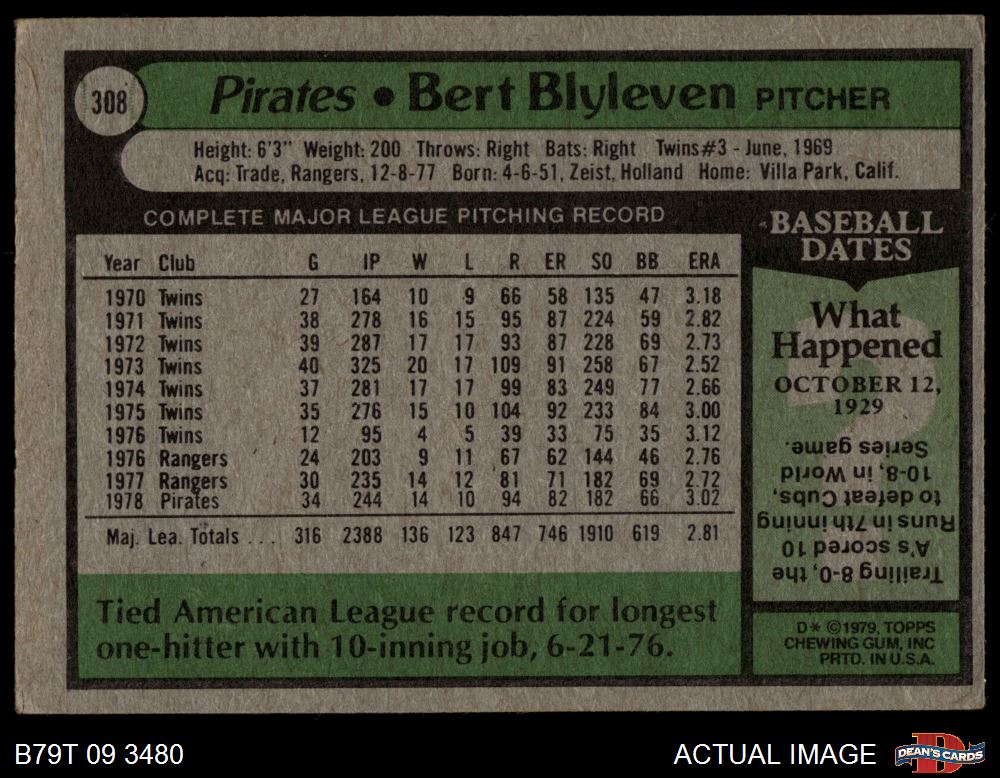 308
Pirates • Bert Blyleven PITCHER
Height: 6'3" Weight: 200 Throws: Right Bats: Right Twins#3 - June, 1969
Acq: Trade, Rangers, 12-8-77 Born: 4-6-51, Zeist, Holland Home: Villa Park, Calif.
COMPLETE MAJOR LEAGUE PITCHING RECORD
Year Club G IP W L R ER SO BB ERA
1970 Twins 27 164 10 9 66 58 135 47 3.18
1971 Twins 38 278 16 15 95 87 224 59 2.82
1972 Twins 39 287 17 17 93 87 228 69 2.73
1973 Twins 40 325 20 17 109 91 258 67 2.52
1974 Twins 37 281 17 17 99 83 249 77 2.66
1975 Twins 35 276 15 10 104 92 233 84 3.00
1976 Twins 12 95 4 5 39 33 75 35 3.12
1976 Rangers 24 203 9 11 67 62 144 46 2.76
1977 Rangers 30 235 14 12 81 71 182 69 2.72
1978 Pirates 34 244 14 10 94 82 182 66 3.02
Maj. Lea. Totals ... 316 2388 136 123 847 746 1910 619 2.81
Tied American League record for longest
one-hitter with 10-inning job, 6-21-76.
BASEBALL
DATES
What
Happened
OCTOBER 12,
1929
Trailing 8-0, the
A's scored 10
Runs in 7th inning
to defeat Cubs,
10-8, in World
Series game.
D* ©1979, TOPPS
CHEWING GUM, INC
PRTD. IN U.S.A.
B79T 09 3480
ACTUAL IMAGE
DEAN'S CARDS